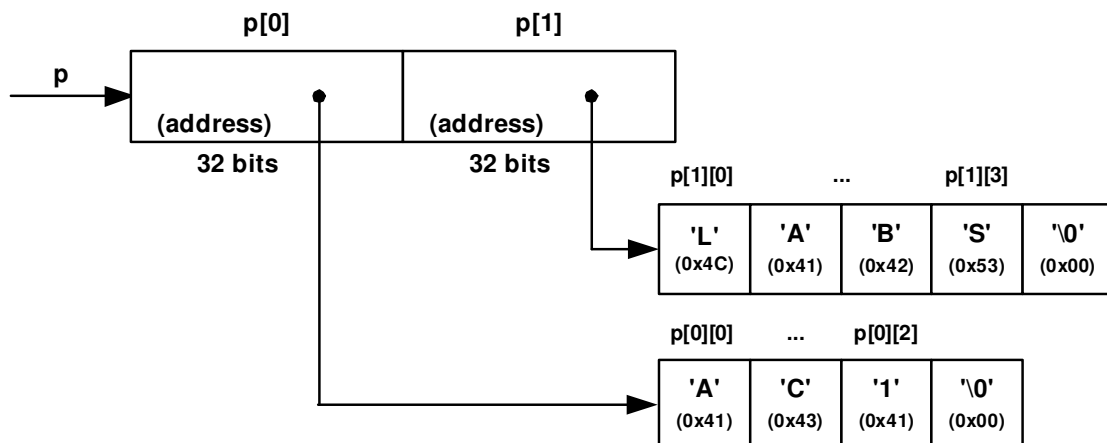 p[0] p[1]
p
(address) (address)
32 bits 32 bits
p[1][0] ... p[1][3]
'L' 'A' 'B' 'S' '\0'
(0x4C) (0x41) (0x42) (0x53) (0x00)
p[0][0] ... p[0][2]
'A' 'C' '1' '\0'
(0x41) (0x43) (0x41) (0x00)